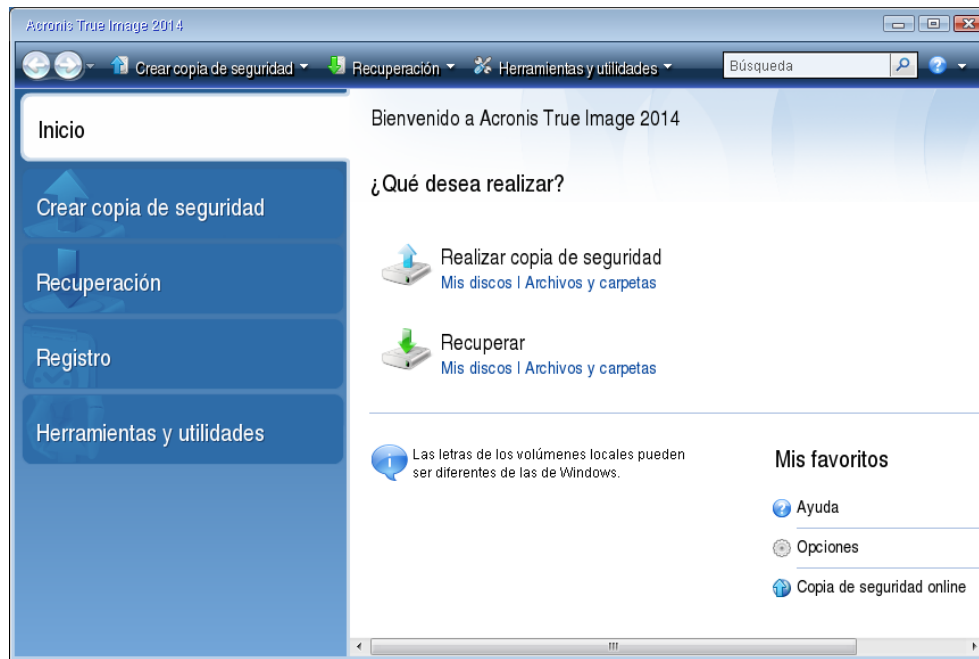 Acronis True Image 2014
Crear copia de seguridad
Recuperación
Herramientas y utilidades
Búsqueda
Inicio
Crear copia de seguridad
Recuperación
Registro
Herramientas y utilidades
Bienvenido a Acronis True Image 2014
¿Qué desea realizar?
Realizar copia de seguridad
Mis discos | Archivos y carpetas
Recuperar
Mis discos | Archivos y carpetas
Las letras de los volúmenes locales pueden
ser diferentes de las de Windows.
Mis favoritos
Ayuda
Opciones
Copia de seguridad online